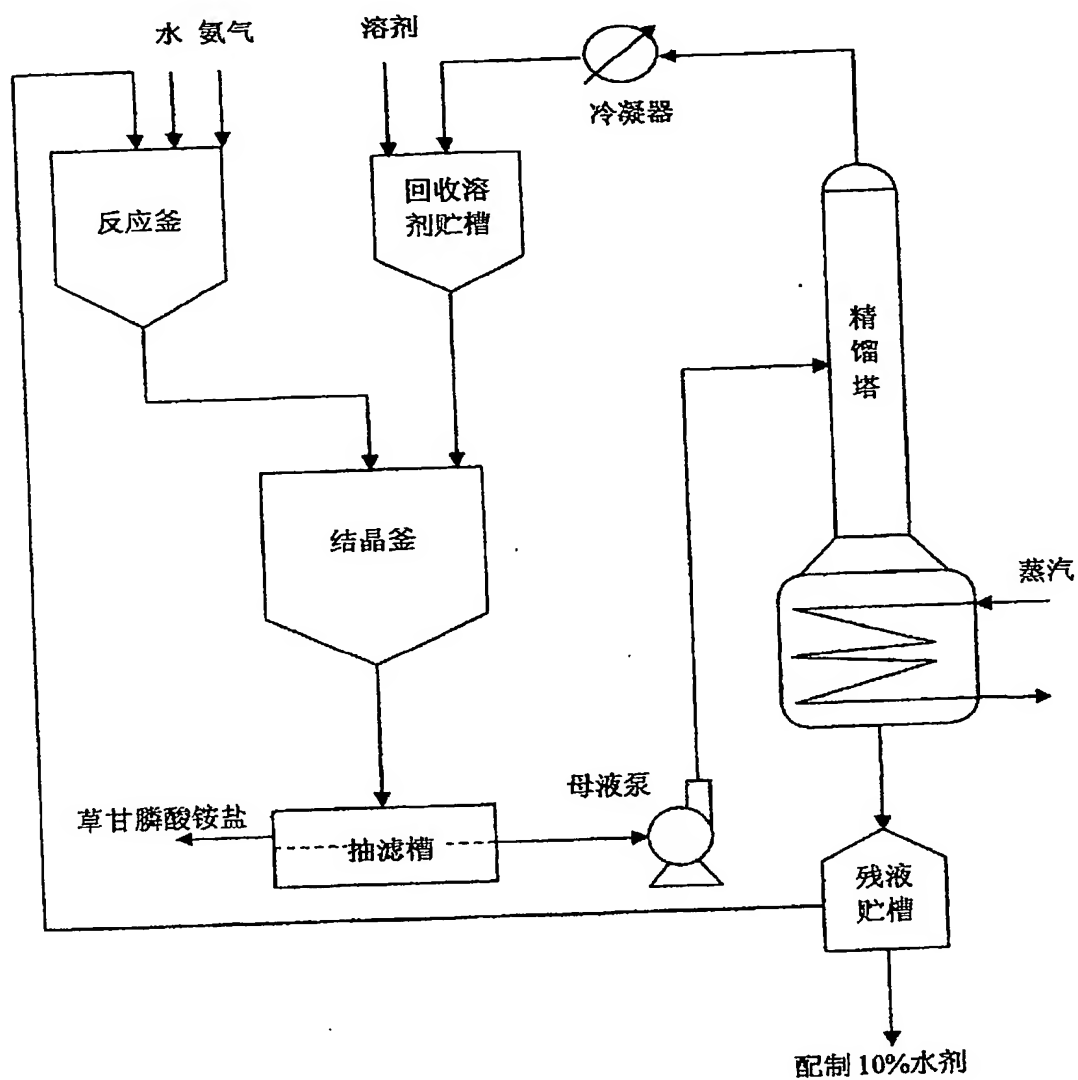 水 氨气
溶剂
冷凝器
反应釜
回收溶
剂贮槽
精
馏
塔
结晶釜
蒸汽
母液泵
草甘膦酸铵盐
抽滤槽
残液
贮槽
配制10%水剂